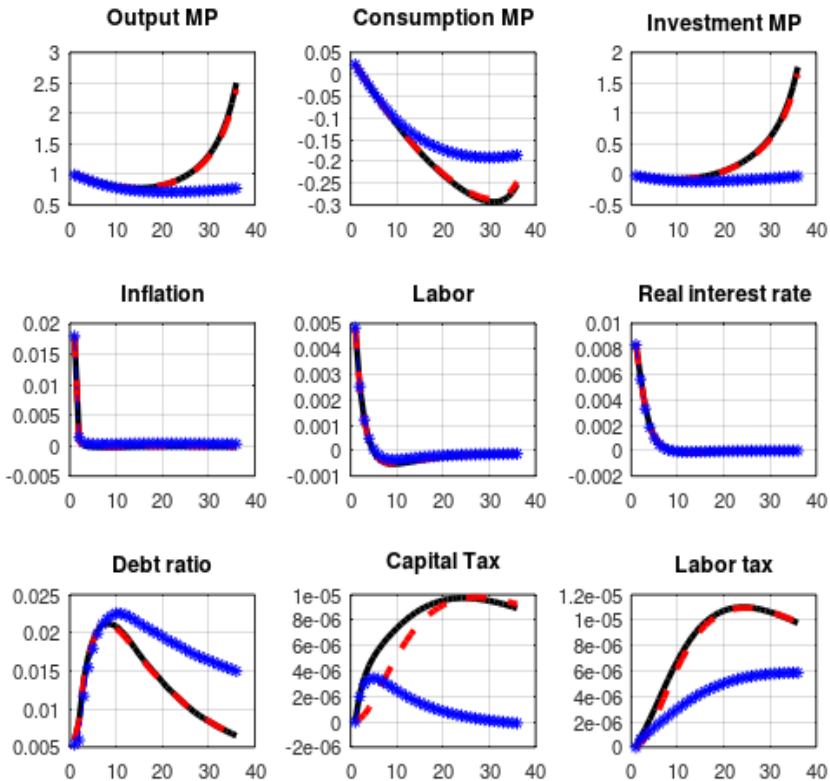 Output MP
Consumption MP
Investment MP
3
2.5
2
1.5
1
0.5
0 10 20 30 40
0.05
0
-0.05
-0.1
-0.15
-0.2
-0.25
-0.3
0 10 20 30 40
2
1.5
1
0.5
0
-0.5
0 10 20 30 40
Inflation
Labor
Real interest rate
0.02
0.015
0.01
0.005
0
-0.005
0 10 20 30 40
0.005
0.004
0.003
0.002
0.001
0
-0.001
0 10 20 30 40
0.01
0.008
0.006
0.004
0.002
0
-0.002
0 10 20 30 40
Debt ratio
Capital Tax
Labor tax
0.025
0.02
0.015
0.01
0.005
0 10 20 30 40
1e-05
8e-06
6e-06
4e-06
2e-06
0
-2e-06
0 10 20 30 40
1.2e-05
1e-05
8e-06
6e-06
4e-06
2e-06
0
0 10 20 30 40